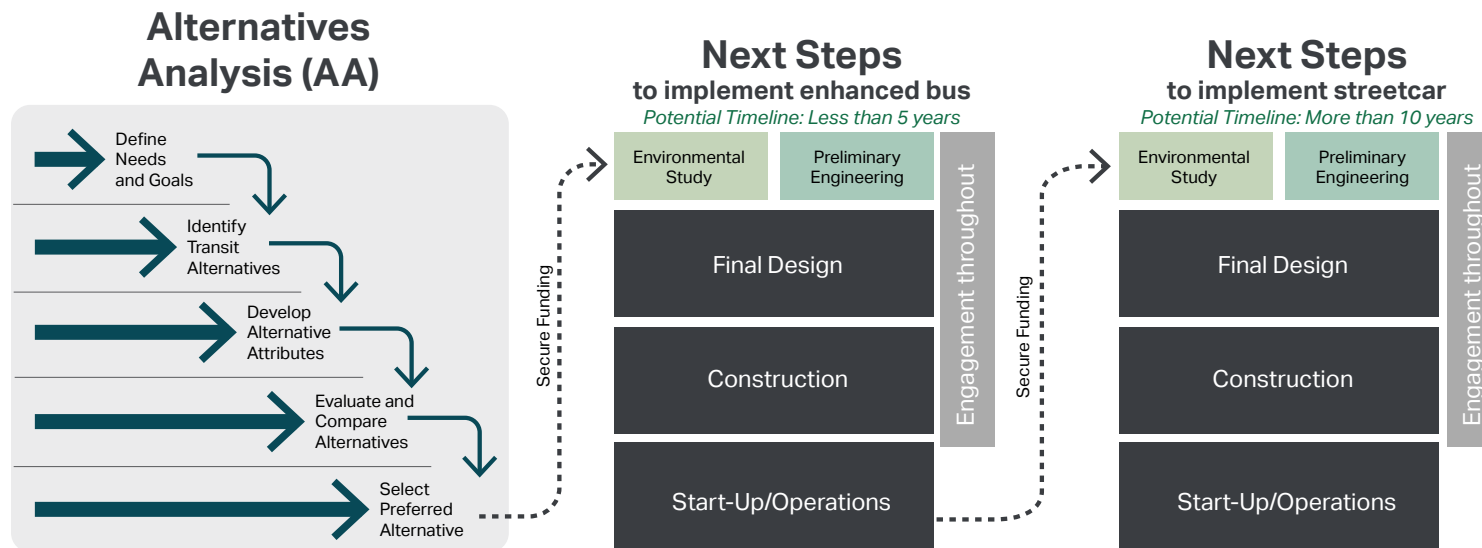 Alternatives
Analysis (AA)
Define
Needs
and Goals
Identify
Transit
Alternatives
Develop
Alternative
Attributes
Evaluate and
Compare
Alternatives
Select
Preferred
Alternative
Secure Funding
Next Steps
to implement enhanced bus
Potential Timeline: Less than 5 years
Environmental
Study
Preliminary
Engineering
Final Design
Construction
Start-Up/Operations
Engagement throughout
Secure Funding
Next Steps
to implement streetcar
Potential Timeline: More than 10 years
Environmental
Study
Preliminary
Engineering
Final Design
Construction
Start-Up/Operations
Engagement throughout